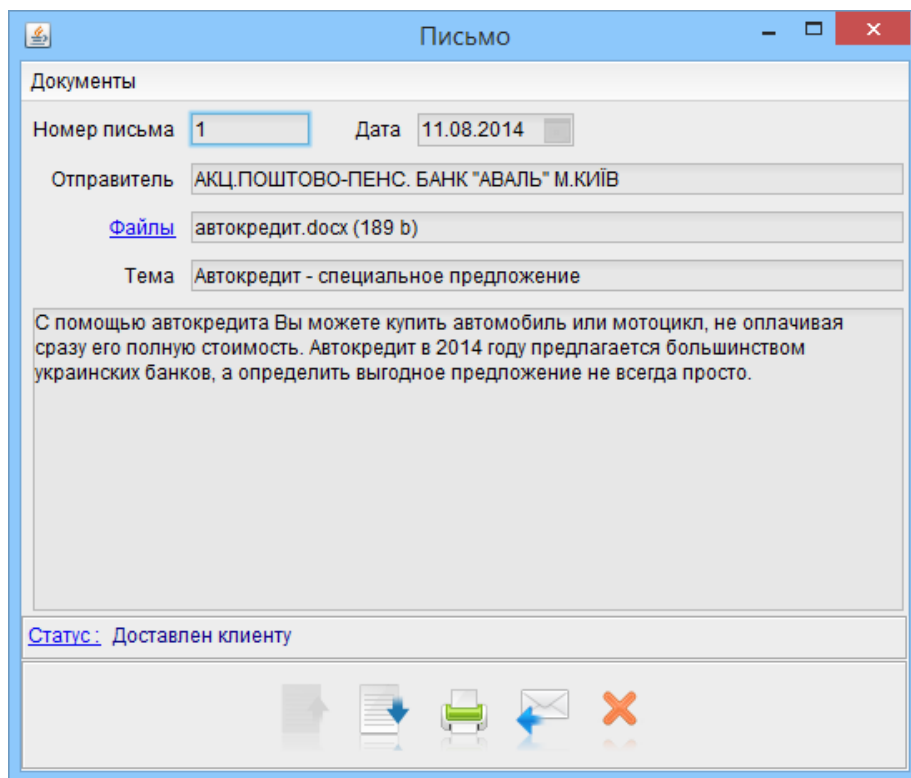 Письмо
Документы
Номер письма 1 Дата 11.08.2014
Отправитель АКЦ.ПОШТОВО-ПЕНС. БАНК "АВАЛЬ" М.КИЇВ
Файлы автокредит.docx (189 b)
Тема Автокредит - специальное предложение
С помощью автокредита Вы можете купить автомобиль или мотоцикл, не оплачивая
сразу его полную стоимость. Автокредит в 2014 году предлагается большинством
украинских банков, а определить выгодное предложение не всегда просто.
Статус : Доставлен клиенту